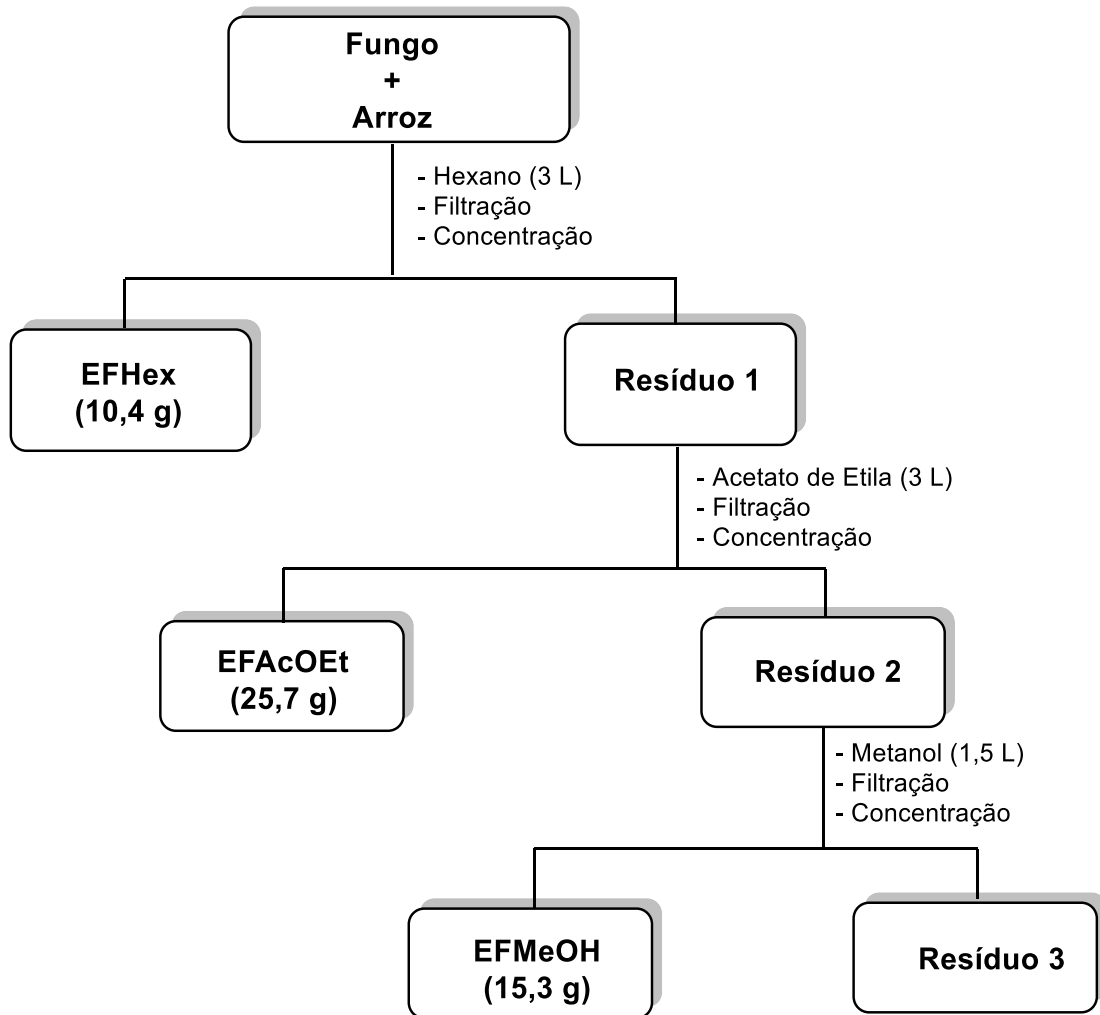 Fungo
+
Arroz
- Hexano (3 L)
- Filtração
- Concentração
EFHex
(10,4 g)
Resíduo 1
- Acetato de Etila (3 L)
- Filtração
- Concentração
EFAcOEt
(25,7 g)
Resíduo 2
- Metanol (1,5 L)
- Filtração
- Concentração
EFMeOH
(15,3 g)
Resíduo 3